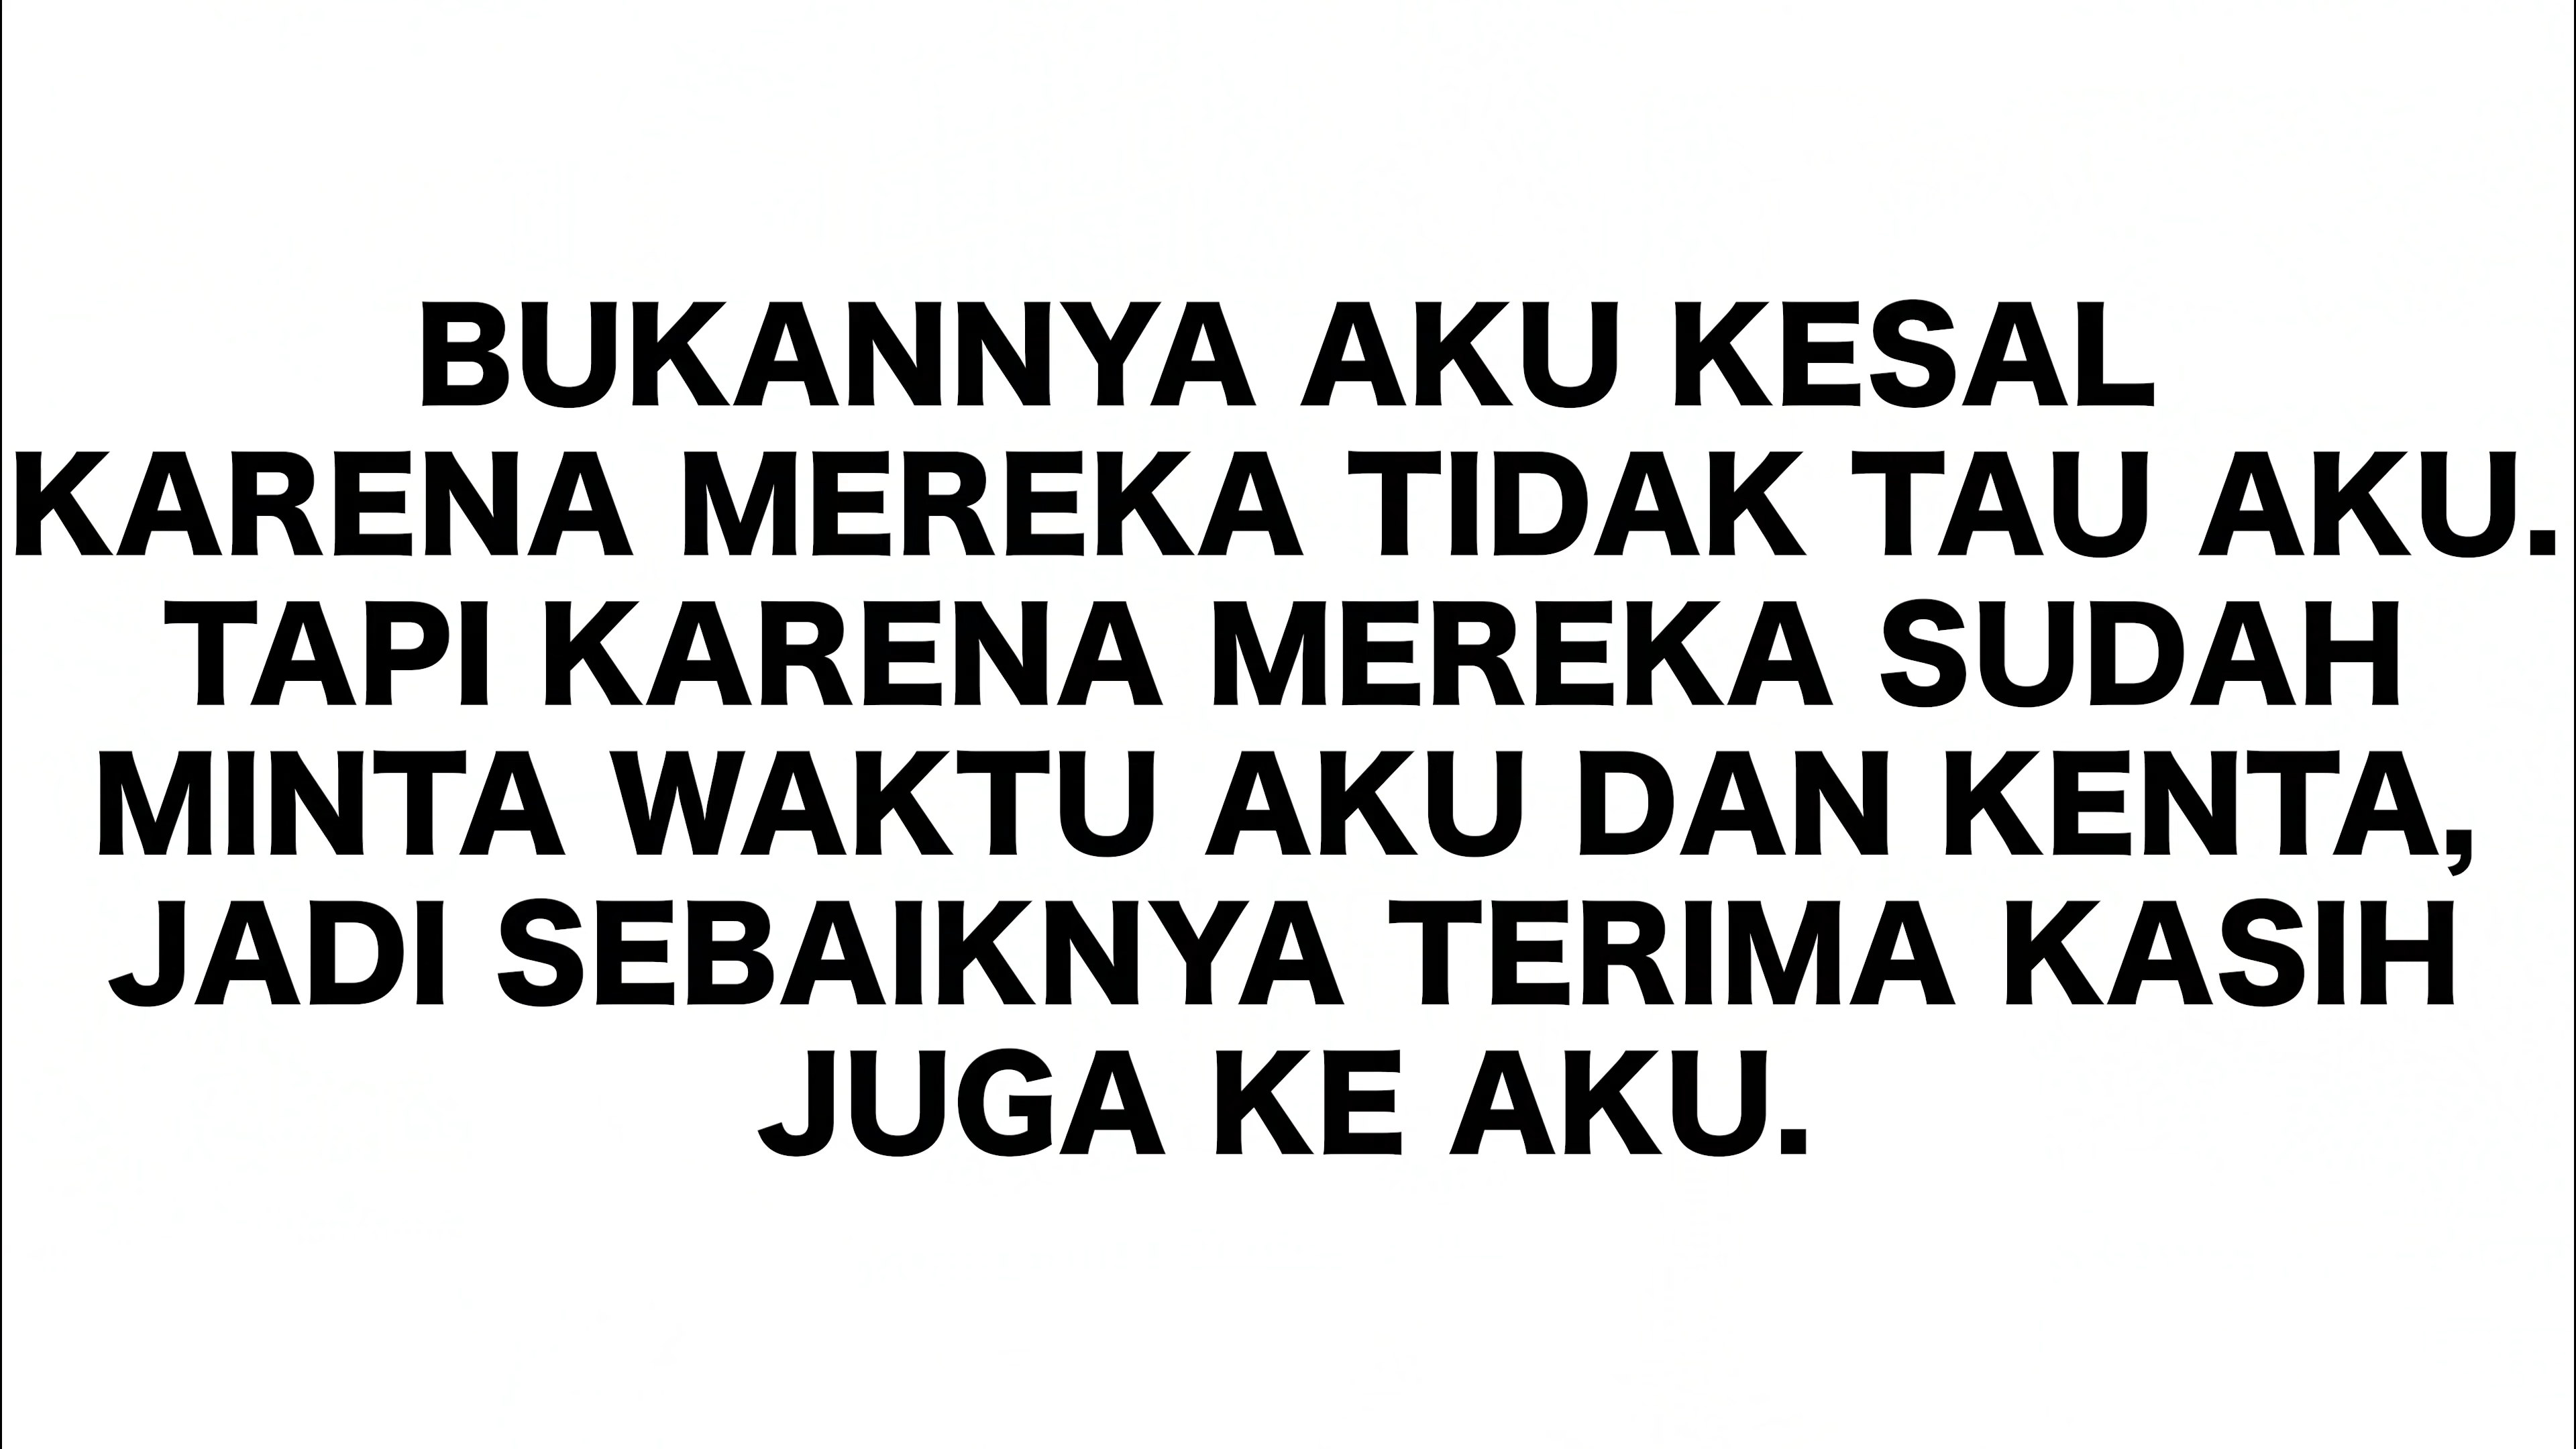 BUKANNYA AKU KESAL
KARENA MEREKA TIDAK TAU AKU.
TAPI KARENA MEREKA SUDAH
MINTA WAKTU AKU DAN KENTA,
JADI SEBAIKNYA TERIMA KASIH
JUGA KE AKU.